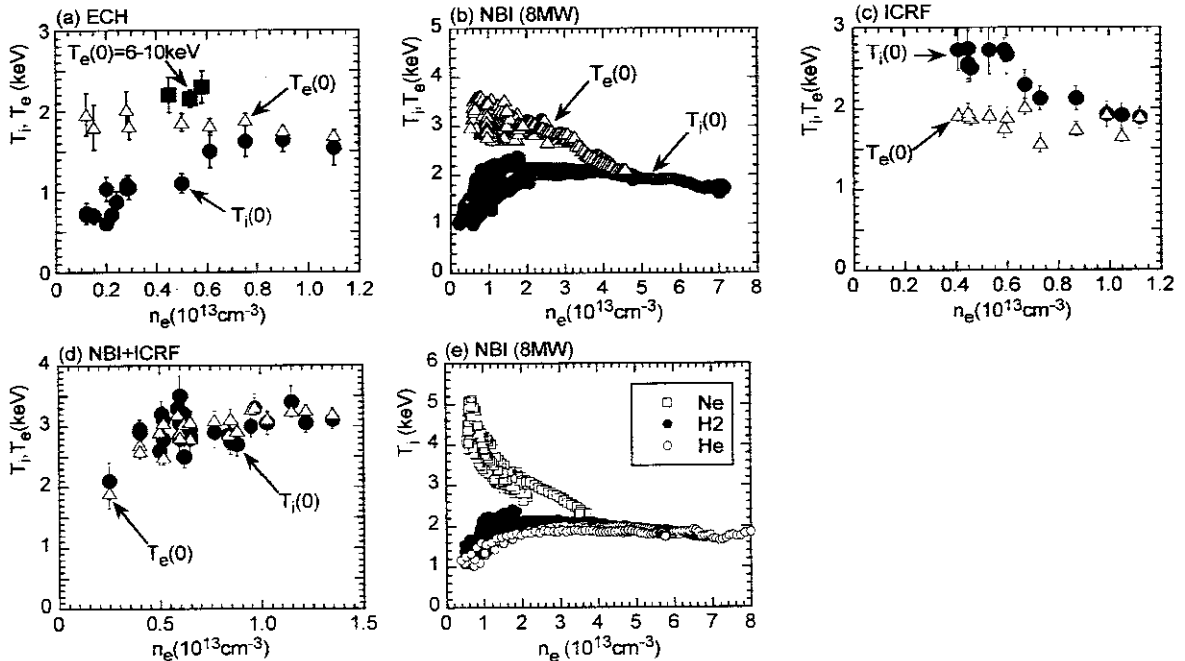 (a) ECH
T_i, T_e (keV)
3
2
1
0
T_e(0)=6-10keV
T_e(0)
T_i(0)
0 0.2 0.4 0.6 0.8 1.0 1.2
n_e(10^13cm^-3)
(b) NBI (8MW)
T_i, T_e (keV)
5
4
3
2
1
0
T_e(0)
T_i(0)
0 1 2 3 4 5 6 7 8
n_e(10^13cm^-3)
(c) ICRF
T_i, T_e(keV)
3
2
1
0
T_i(0)
T_e(0)
0 0.2 0.4 0.6 0.8 1.0 1.2
n_e(10^13cm^-3)
(d) NBI+ICRF
T_i, T_e(keV)
4
3
2
1
0
T_i(0)
T_e(0)
0 0.5 1.0 1.5
n_e(10^13cm^-3)
(e) NBI (8MW)
T_i (keV)
6
5
4
3
2
1
0
Ne
H2
He
0 1 2 3 4 5 6 7 8
n_e (10^13cm^-3)